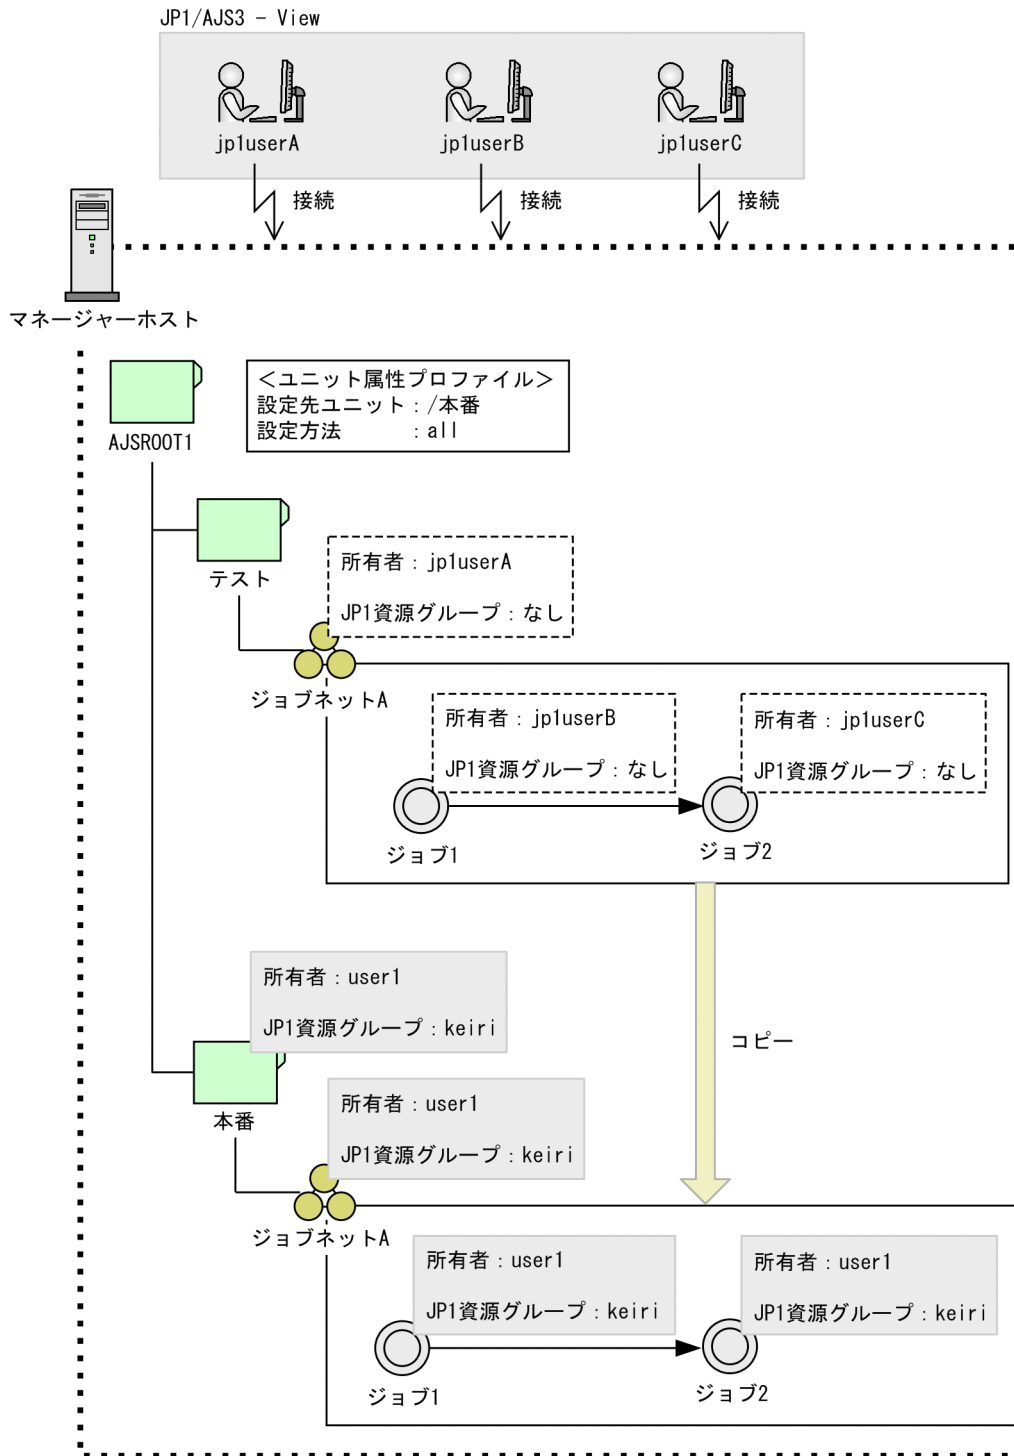 JP1/AJS3 - View
jp1userA
jp1userB
jp1userC
接続
接続
接続
マネージャーホスト
AJSROOT1
＜ユニット属性プロファイル＞
設定先ユニット：/本番
設定方法　　　：all
テスト
所有者：jp1userA
JP1資源グループ：なし
ジョブネットA
所有者：jp1userB
JP1資源グループ：なし
所有者：jp1userC
JP1資源グループ：なし
ジョブ1
ジョブ2
コピー
所有者：user1
JP1資源グループ：keiri
本番
所有者：user1
JP1資源グループ：keiri
ジョブネットA
所有者：user1
JP1資源グループ：keiri
所有者：user1
JP1資源グループ：keiri
ジョブ1
ジョブ2